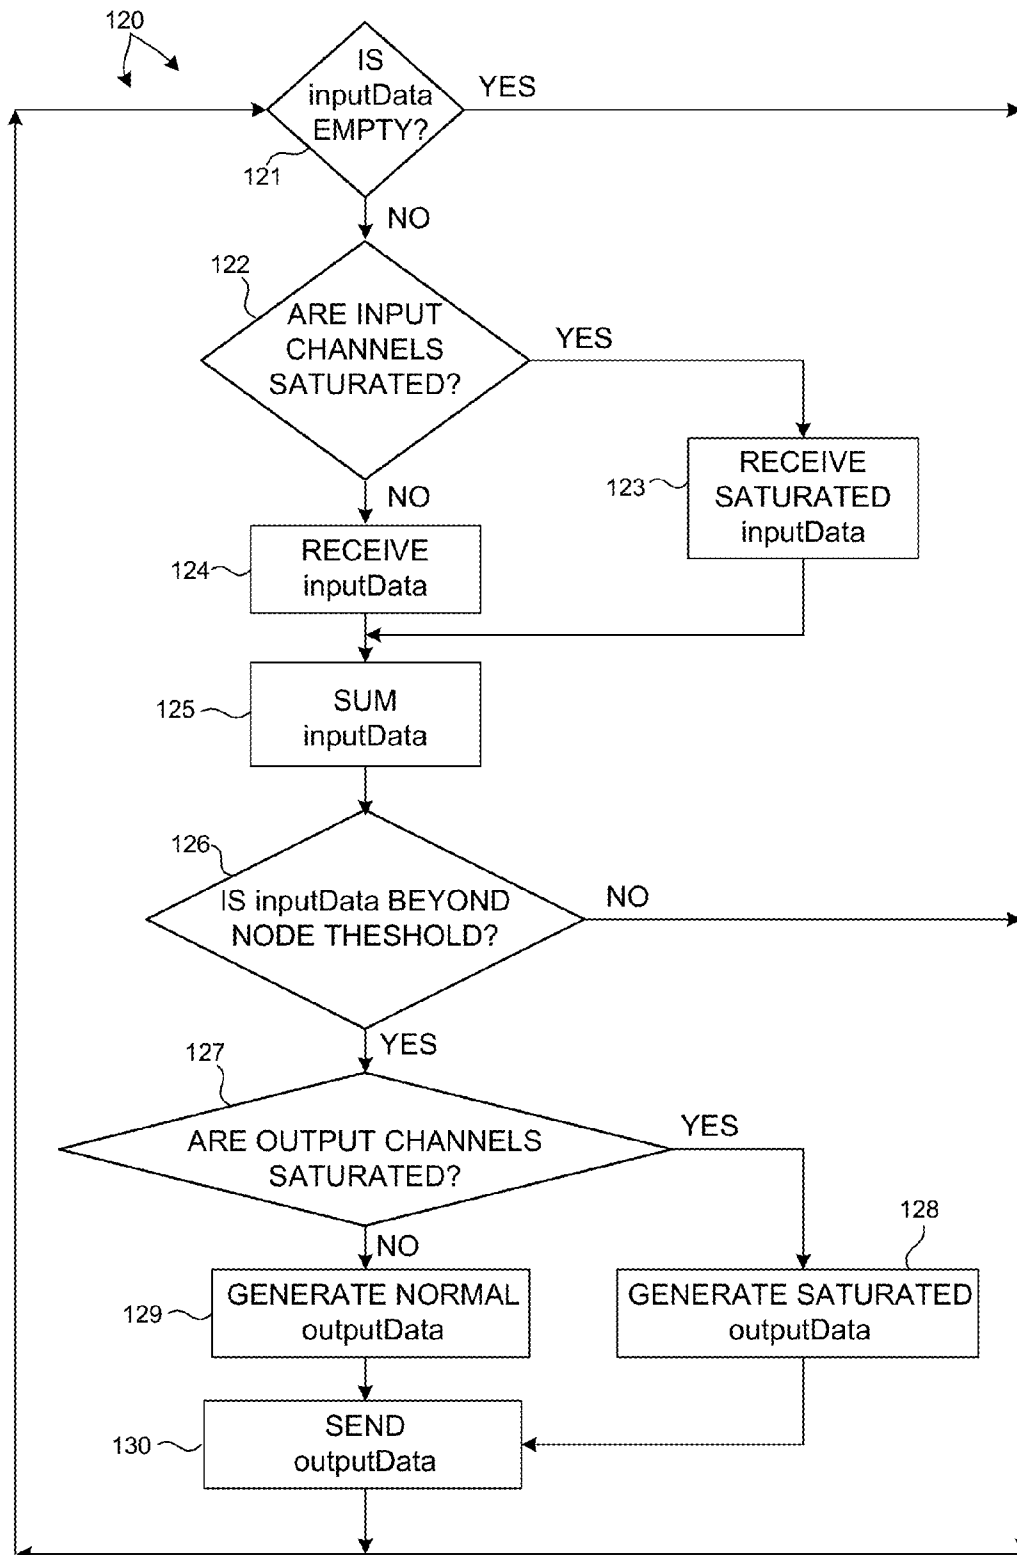 120
IS
inputData
EMPTY?
YES
121
NO
122
ARE INPUT
CHANNELS
SATURATED?
YES
NO
123
RECEIVE
SATURATED
inputData
124
RECEIVE
inputData
125
SUM
inputData
126
IS inputData BEYOND
NODE THESHOLD?
NO
YES
127
ARE OUTPUT CHANNELS
SATURATED?
YES
NO
128
129
GENERATE NORMAL
outputData
GENERATE SATURATED
outputData
130
SEND
outputData